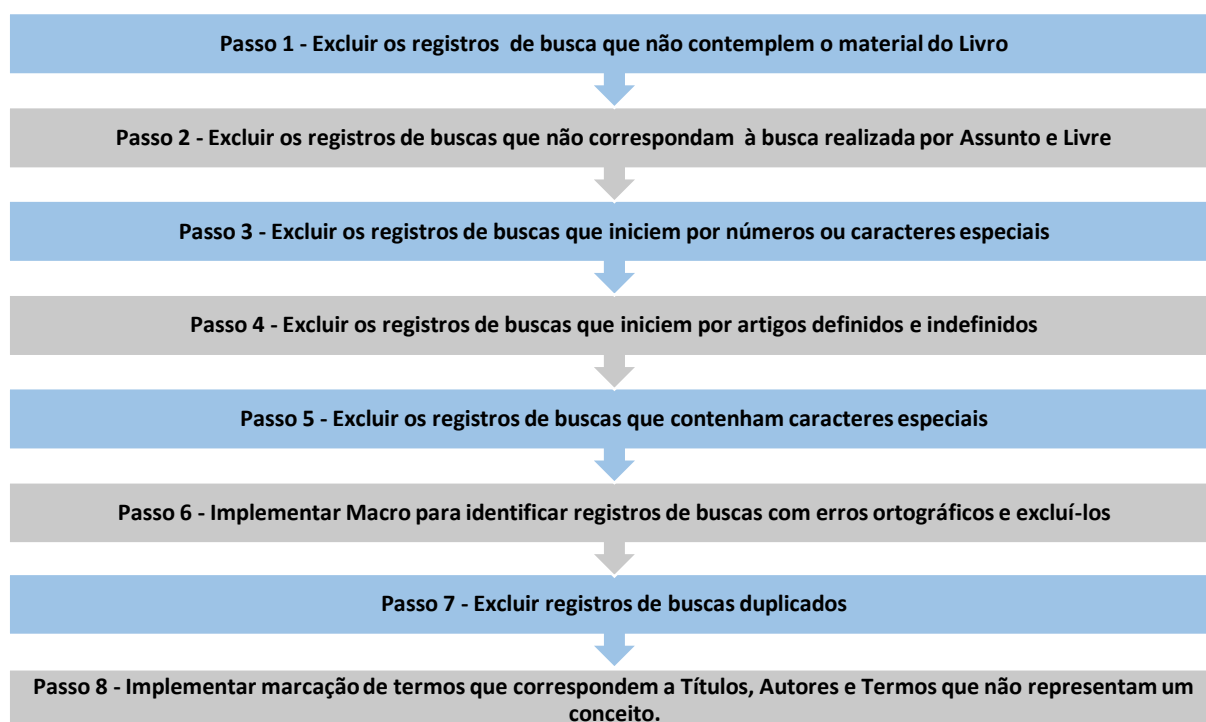 Passo 1 - Excluir os registros de busca que não contemplem o material do Livro
Passo 2 - Excluir os registros de buscas que não correspondam à busca realizada por Assunto e Livre
Passo 3 - Excluir os registros de buscas que iniciem por números ou caracteres especiais
Passo 4 - Excluir os registros de buscas que iniciem por artigos definidos e indefinidos
Passo 5 - Excluir os registros de buscas que contenham caracteres especiais
Passo 6 - Implementar Macro para identificar registros de buscas com erros ortográficos e excluí-los
Passo 7 - Excluir registros de buscas duplicados
Passo 8 - Implementar marcação de termos que correspondem a Títulos, Autores e Termos que não representam um
conceito.